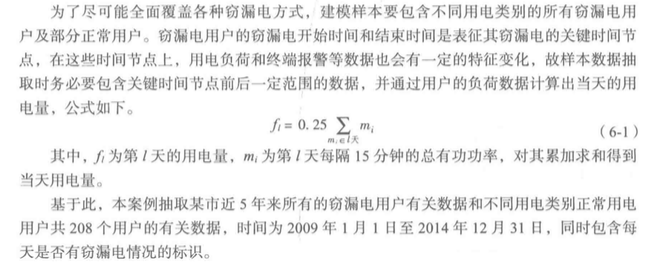 为了尽可能全面覆盖各种窃漏电方式，建模样本要包含不同用电类别的所有窃漏电用
户及部分正常用户。窃漏电用户的窃漏电开始时间和结束时间是表征其窃漏电的关键时间节
点，在这些时间节点上，用电负荷和终端报警等数据也会有一定的特征变化，故样本数据抽
取时务必要包含关键时间节点前后一定范围的数据，并通过用户的负荷数据计算出当天的用
电量，公式如下。
f_l = 0.25 ∑_{m_i∈l天} m_i (6-1)
其中，f_l 为第 l 天的用电量，m_i 为第 l 天每隔 15 分钟的总有功功率，对其累加求和得到
当天用电量。
基于此，本案例抽取某市近 5 年来所有的窃漏电用户有关数据和不同用电类别正常用电
用户共 208 个用户的有关数据，时间为 2009 年 1 月 1 日至 2014 年 12 月 31 日，同时包含每
天是否有窃漏电情况的标识。